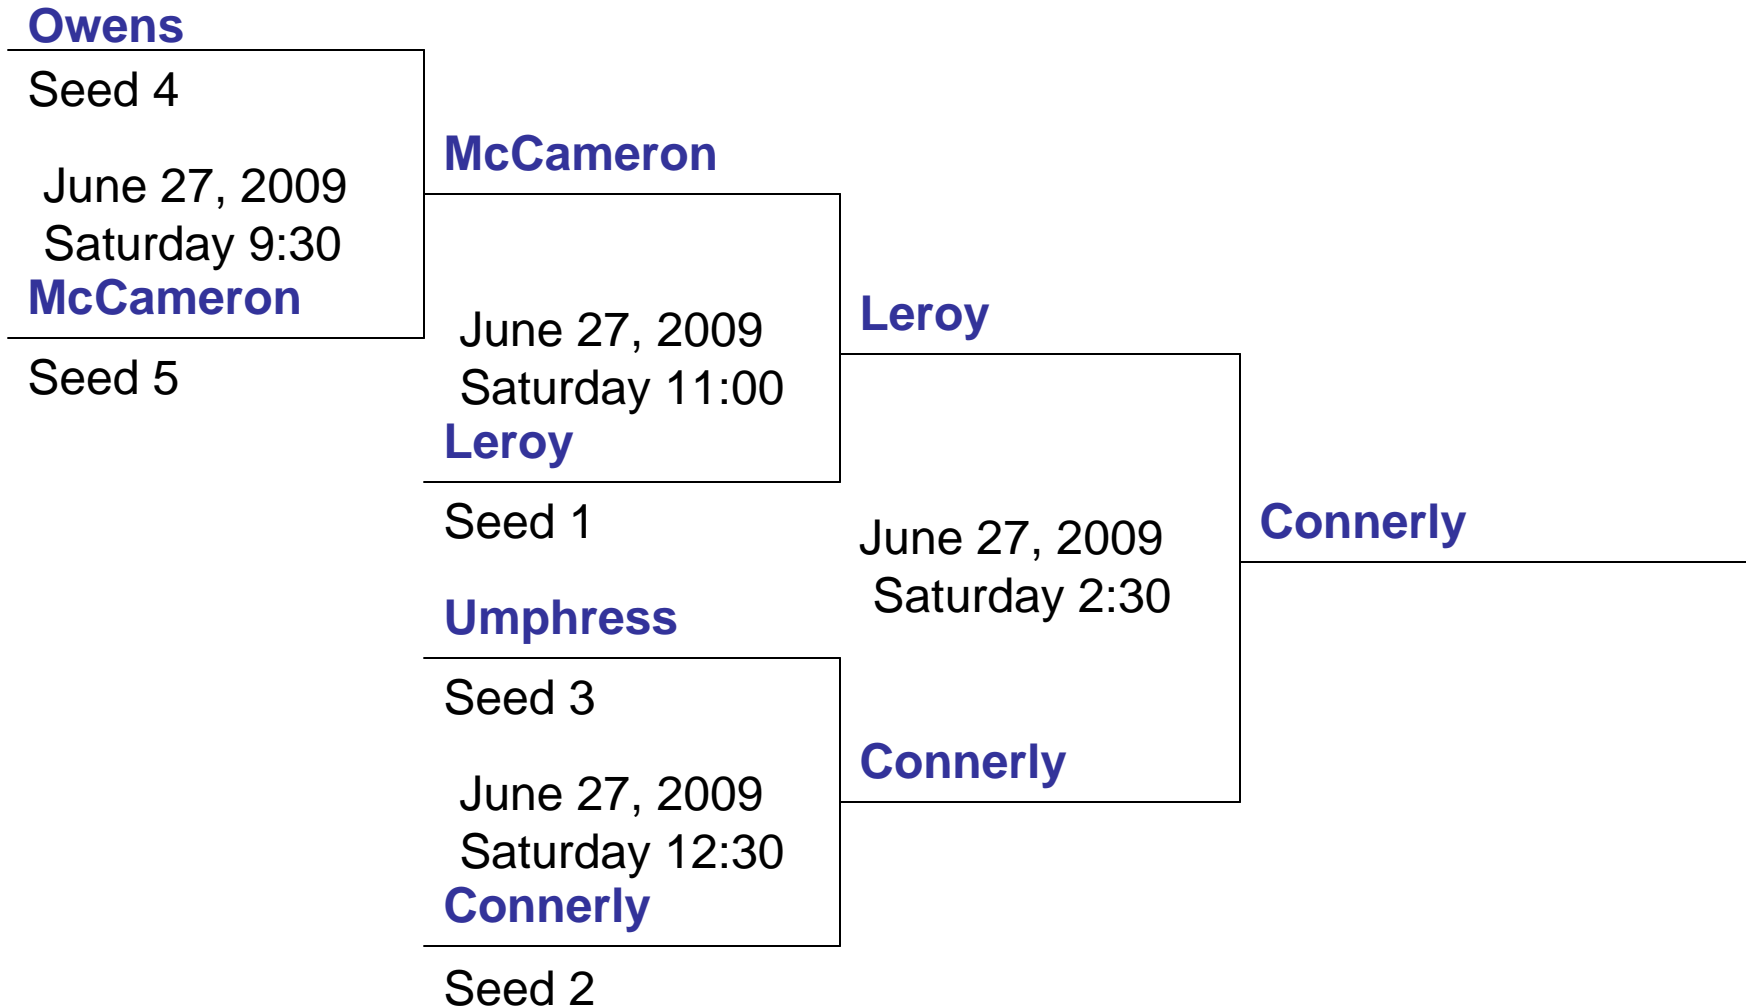 Owens
Seed 4
June 27, 2009
Saturday 9:30
McCameron
Seed 5
McCameron
June 27, 2009
Saturday 11:00
Leroy
Seed 1
Umphress
Seed 3
June 27, 2009
Saturday 12:30
Connerly
Seed 2
Leroy
June 27, 2009
Saturday 2:30
Connerly
Connerly